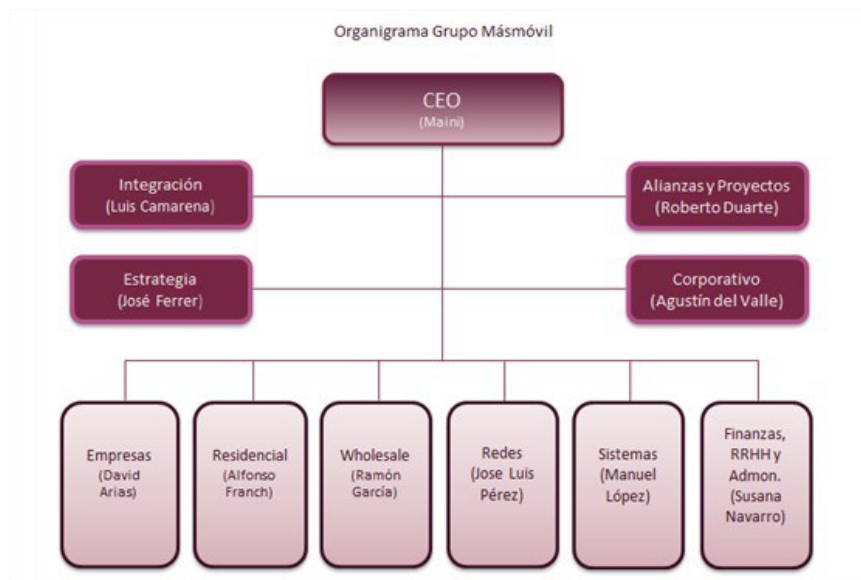 Organigrama Grupo Másmóvil
CEO
(Maini)
Integración
(Luis Camarena)
Alianzas y Proyectos
(Roberto Duarte)
Estrategia
(José Ferrer)
Corporativo
(Agustín del Valle)
Empresas
(David
Arias)
Residencial
(Alfonso
Franch)
Wholesale
(Ramón
García)
Redes
(Jose Luis
Pérez)
Sistemas
(Manuel
López)
Finanzas,
RRHH y
Admon.
(Susana
Navarro)